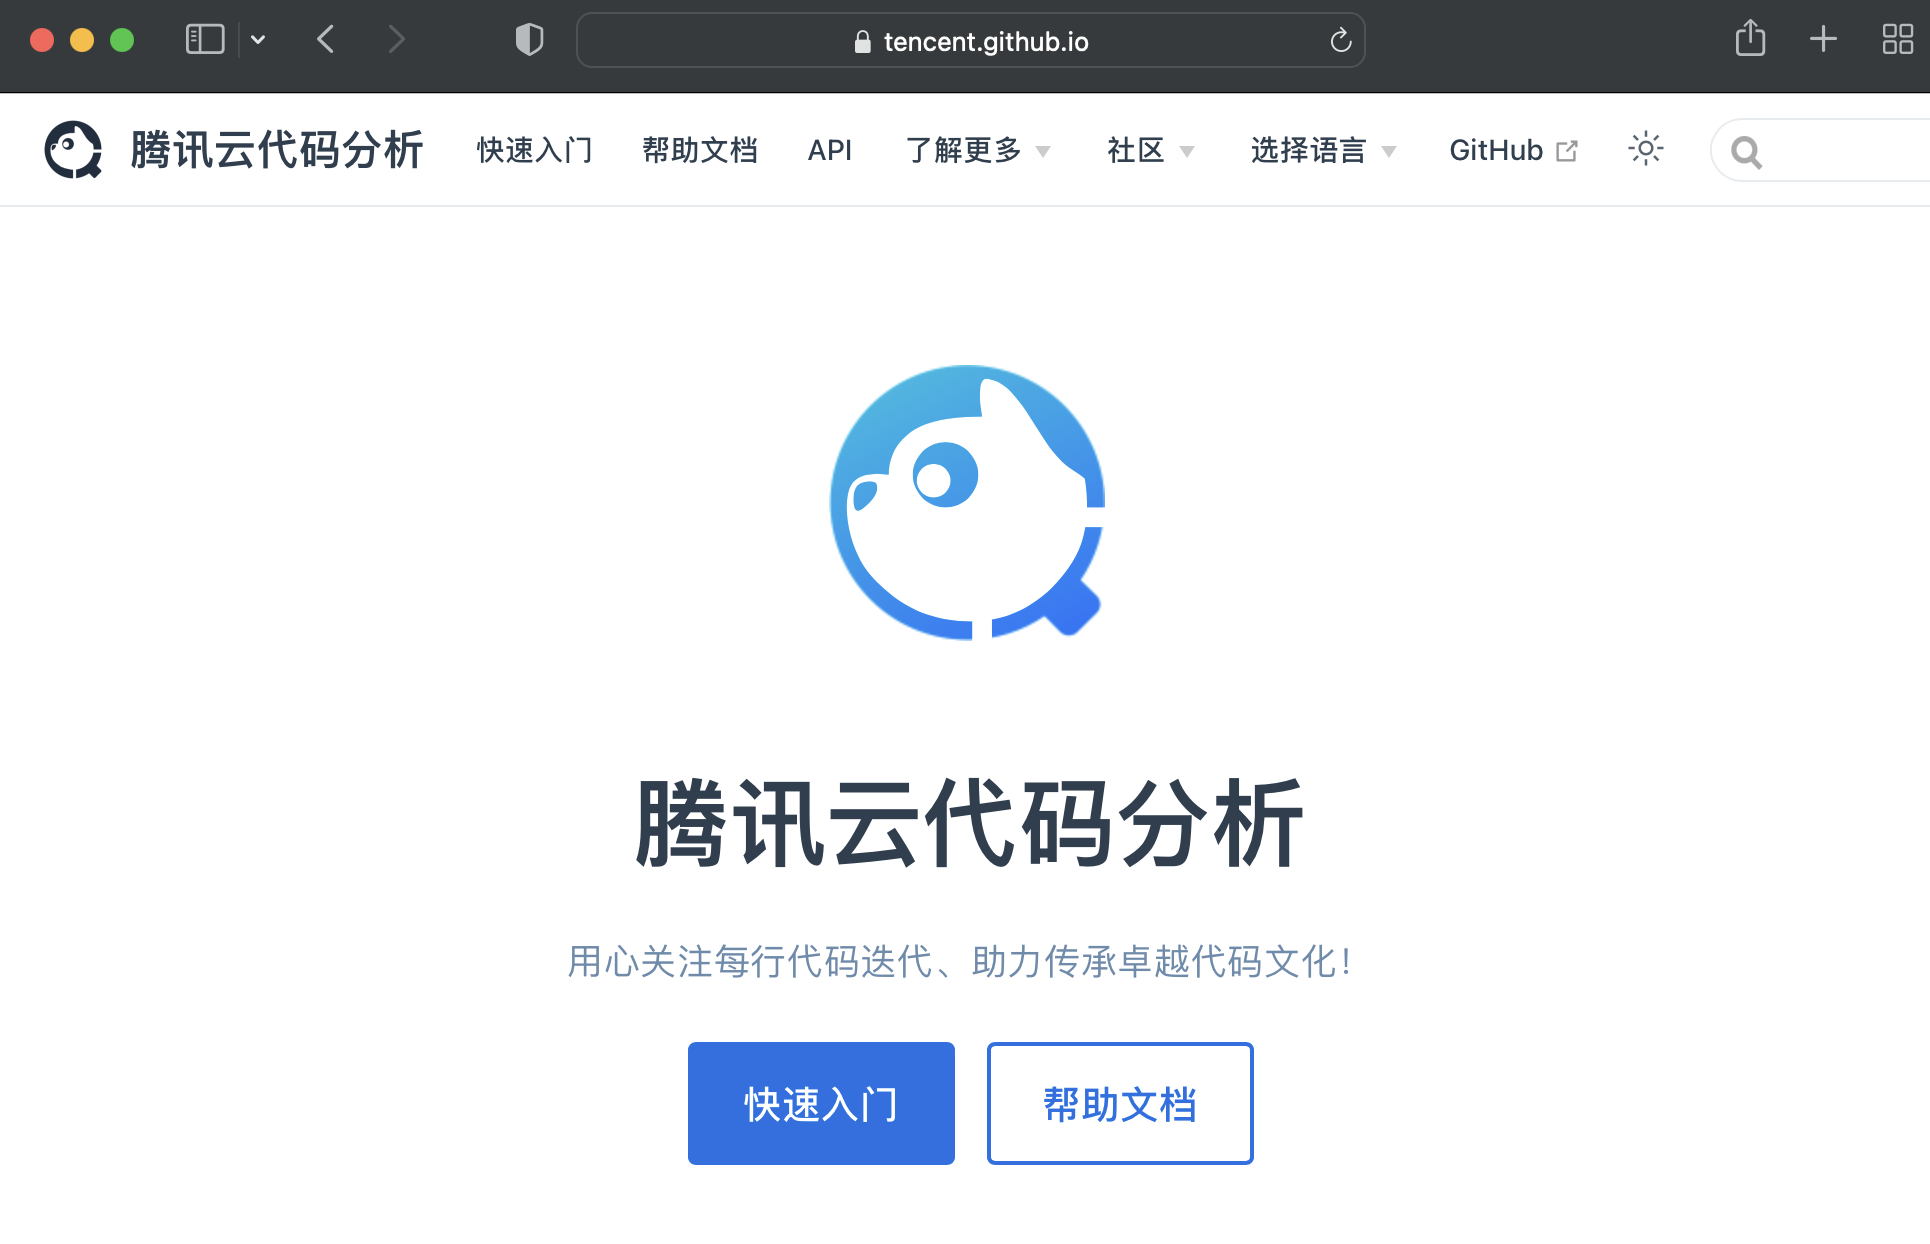 tencent.github.io
腾讯云代码分析 快速入门 帮助文档 API 了解更多 社区 选择语言 GitHub
腾讯云代码分析
用心关注每行代码迭代、助力传承卓越代码文化！
快速入门 帮助文档